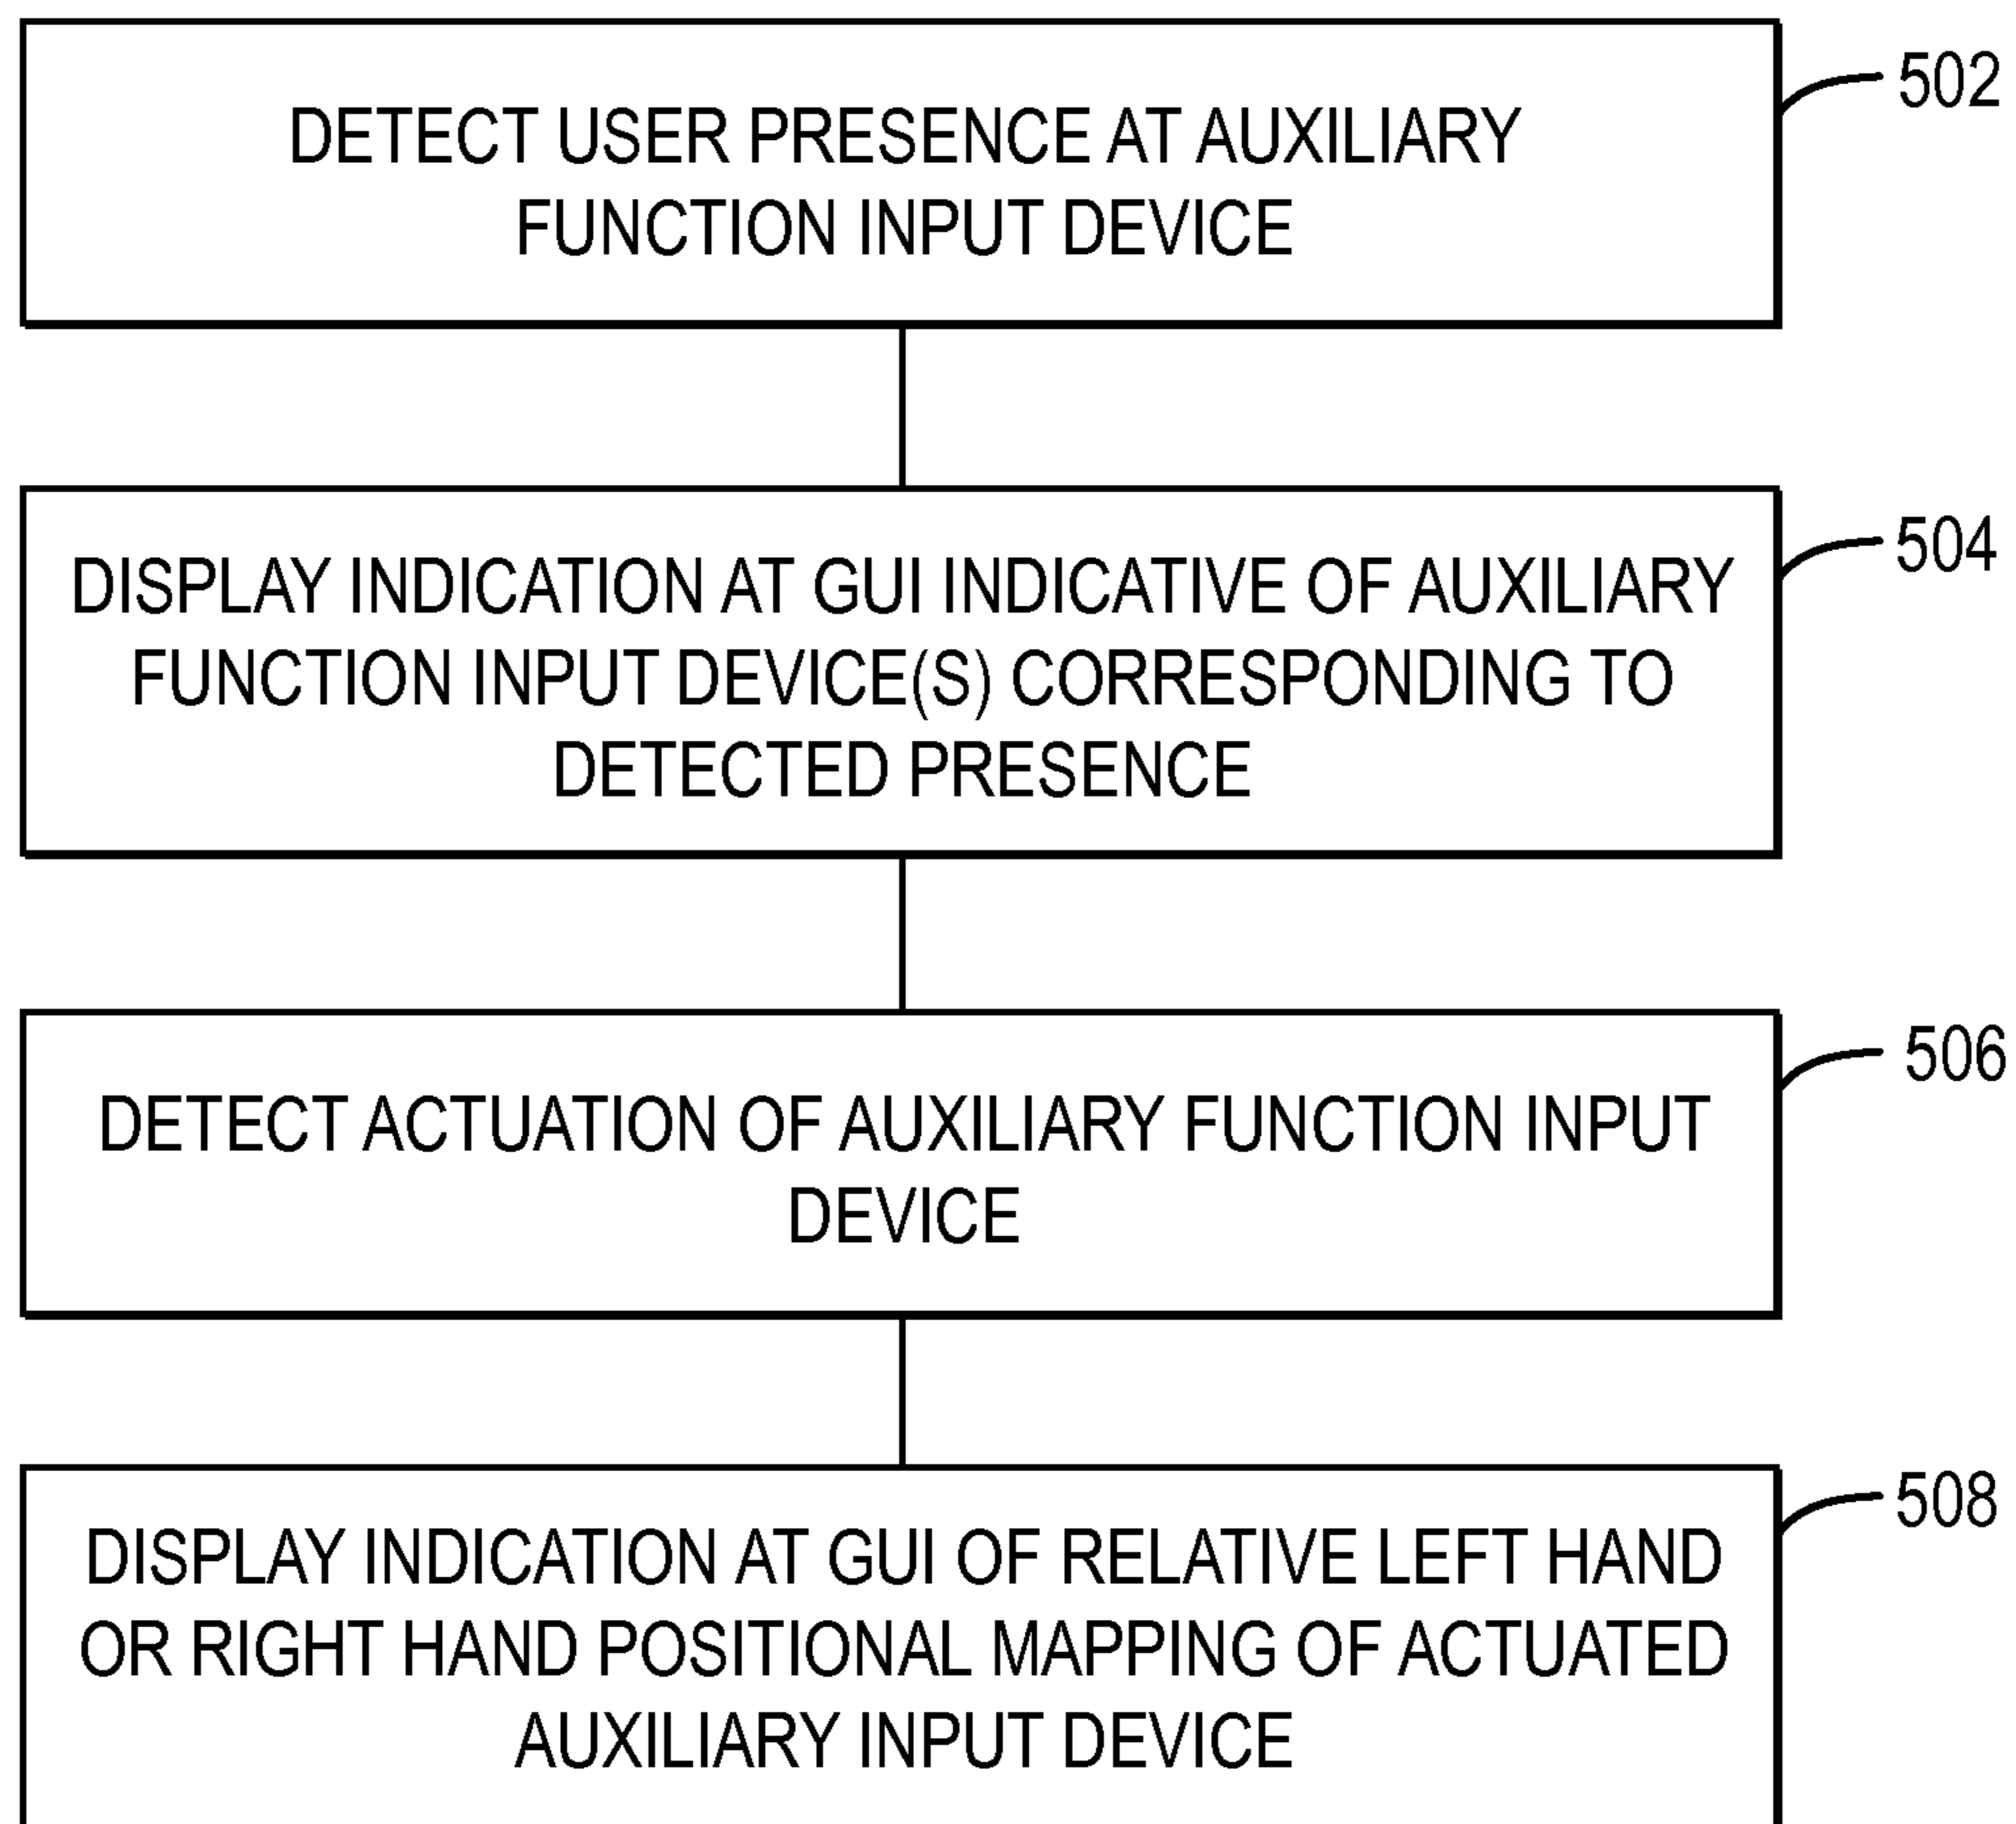 DETECT USER PRESENCE AT AUXILIARY
FUNCTION INPUT DEVICE
502
DISPLAY INDICATION AT GUI INDICATIVE OF AUXILIARY
FUNCTION INPUT DEVICE(S) CORRESPONDING TO
DETECTED PRESENCE
504
DETECT ACTUATION OF AUXILIARY FUNCTION INPUT
DEVICE
506
DISPLAY INDICATION AT GUI OF RELATIVE LEFT HAND
OR RIGHT HAND POSITIONAL MAPPING OF ACTUATED
AUXILIARY INPUT DEVICE
508